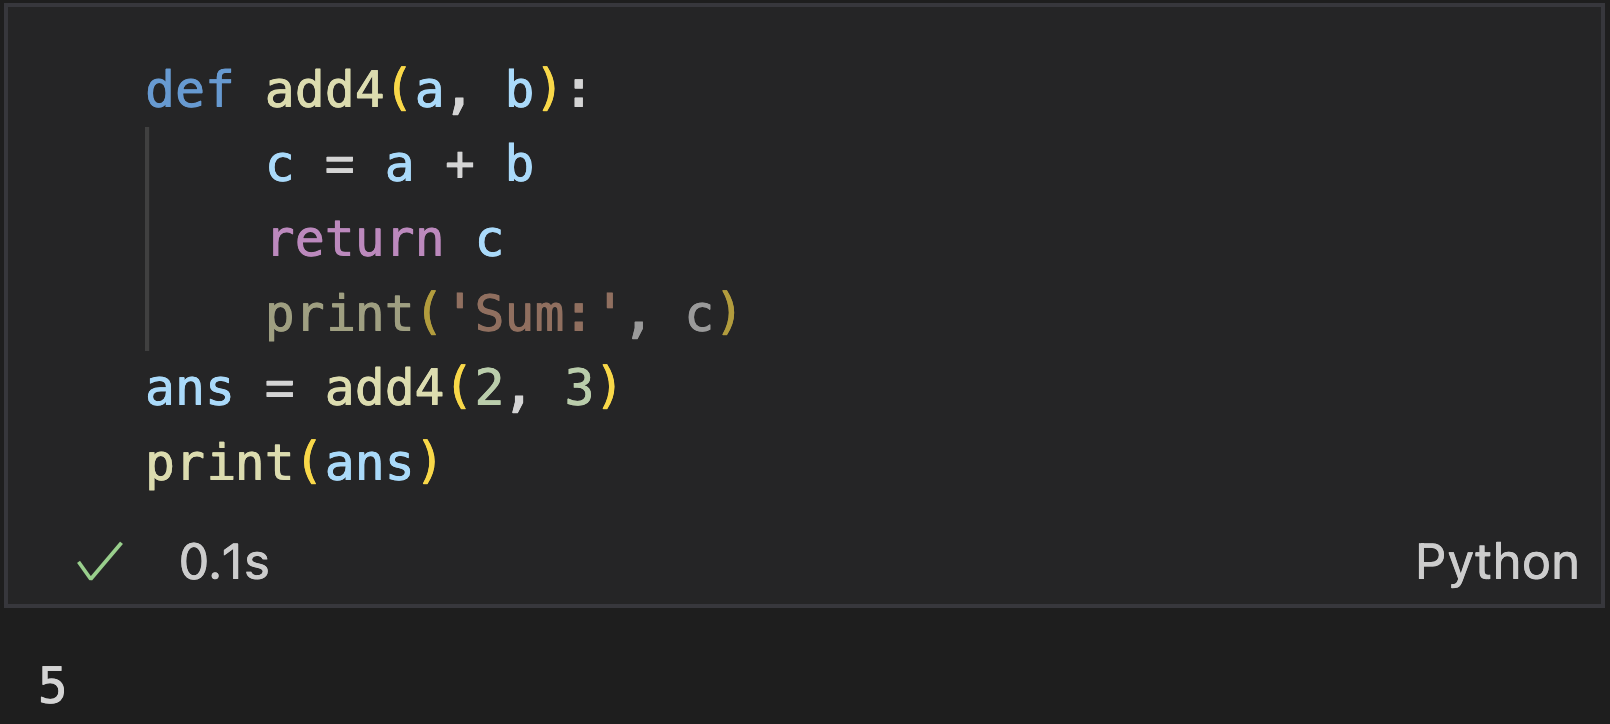 def add4(a, b):
    c = a + b
    return c
    print('Sum:', c)
ans = add4(2, 3)
print(ans)
0.1s
Python
5